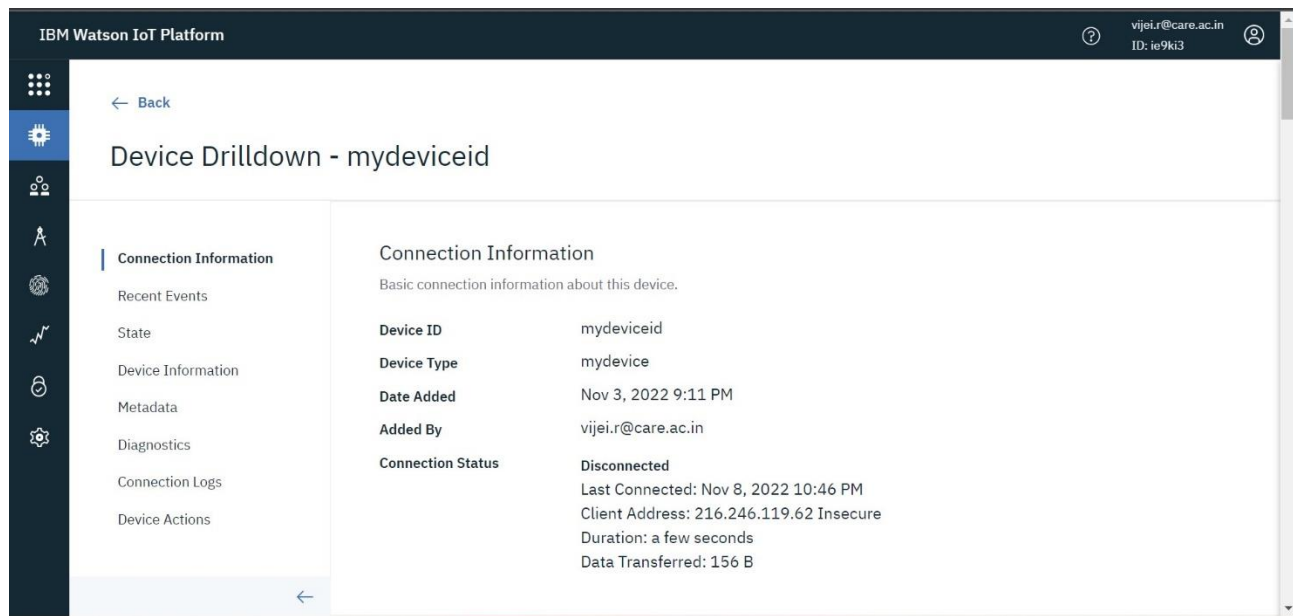 IBM Watson IoT Platform
vijei.r@care.ac.in
ID: ie9ki3
← Back
Device Drilldown - mydeviceid
Connection Information
Recent Events
State
Device Information
Metadata
Diagnostics
Connection Logs
Device Actions
Connection Information
Basic connection information about this device.
Device ID mydeviceid
Device Type mydevice
Date Added Nov 3, 2022 9:11 PM
Added By vijei.r@care.ac.in
Connection Status Disconnected
Last Connected: Nov 8, 2022 10:46 PM
Client Address: 216.246.119.62 Insecure
Duration: a few seconds
Data Transferred: 156 B